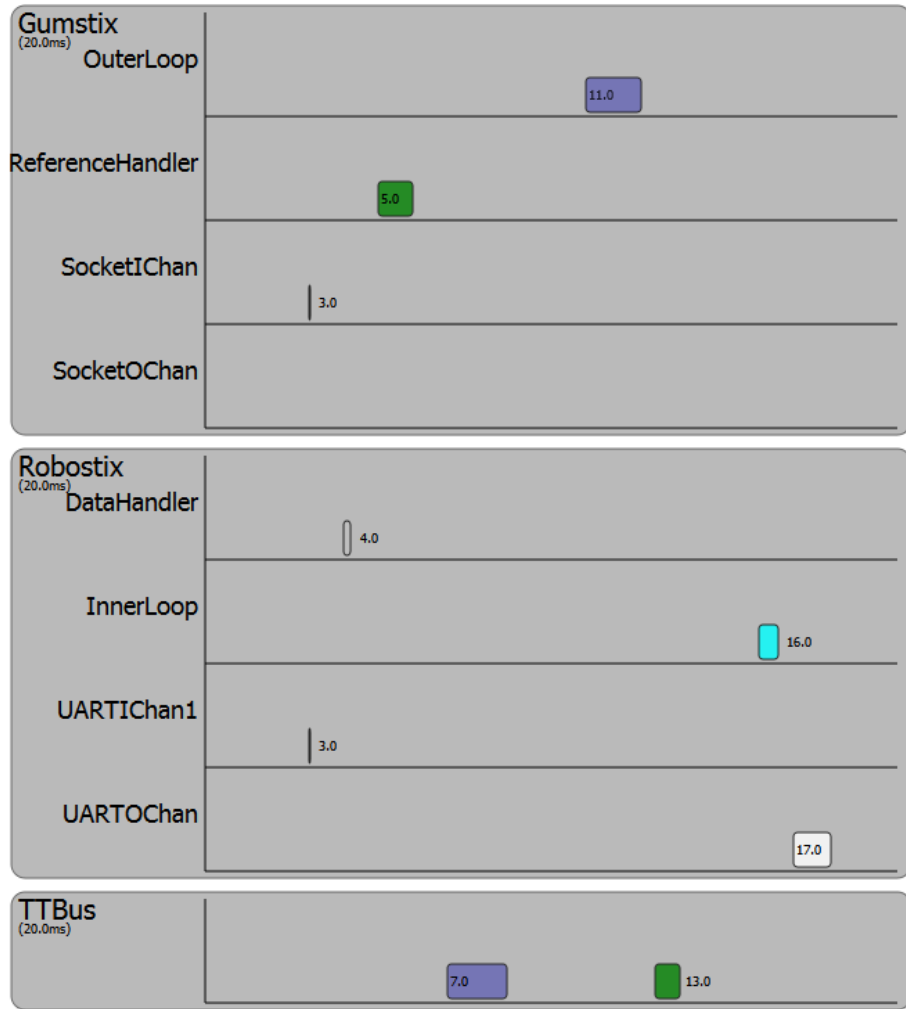 Gumstix
(20.0ms)
OuterLoop
11.0
ReferenceHandler
5.0
SocketIChan
3.0
SocketOChan
Robostix
(20.0ms)
DataHandler
4.0
InnerLoop
16.0
UARTIChan1
3.0
UARTOChan
17.0
TTBus
(20.0ms)
7.0
13.0